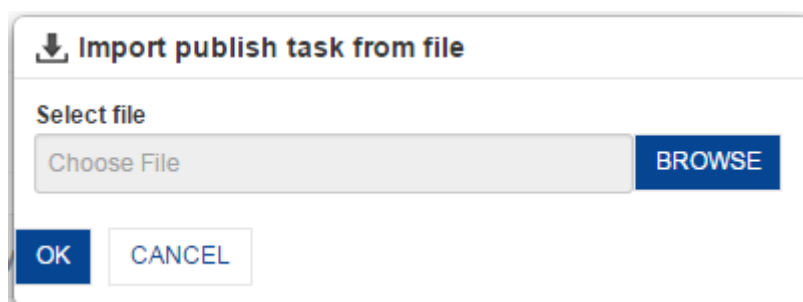 Import publish task from file
Select file
Choose File BROWSE
OK CANCEL